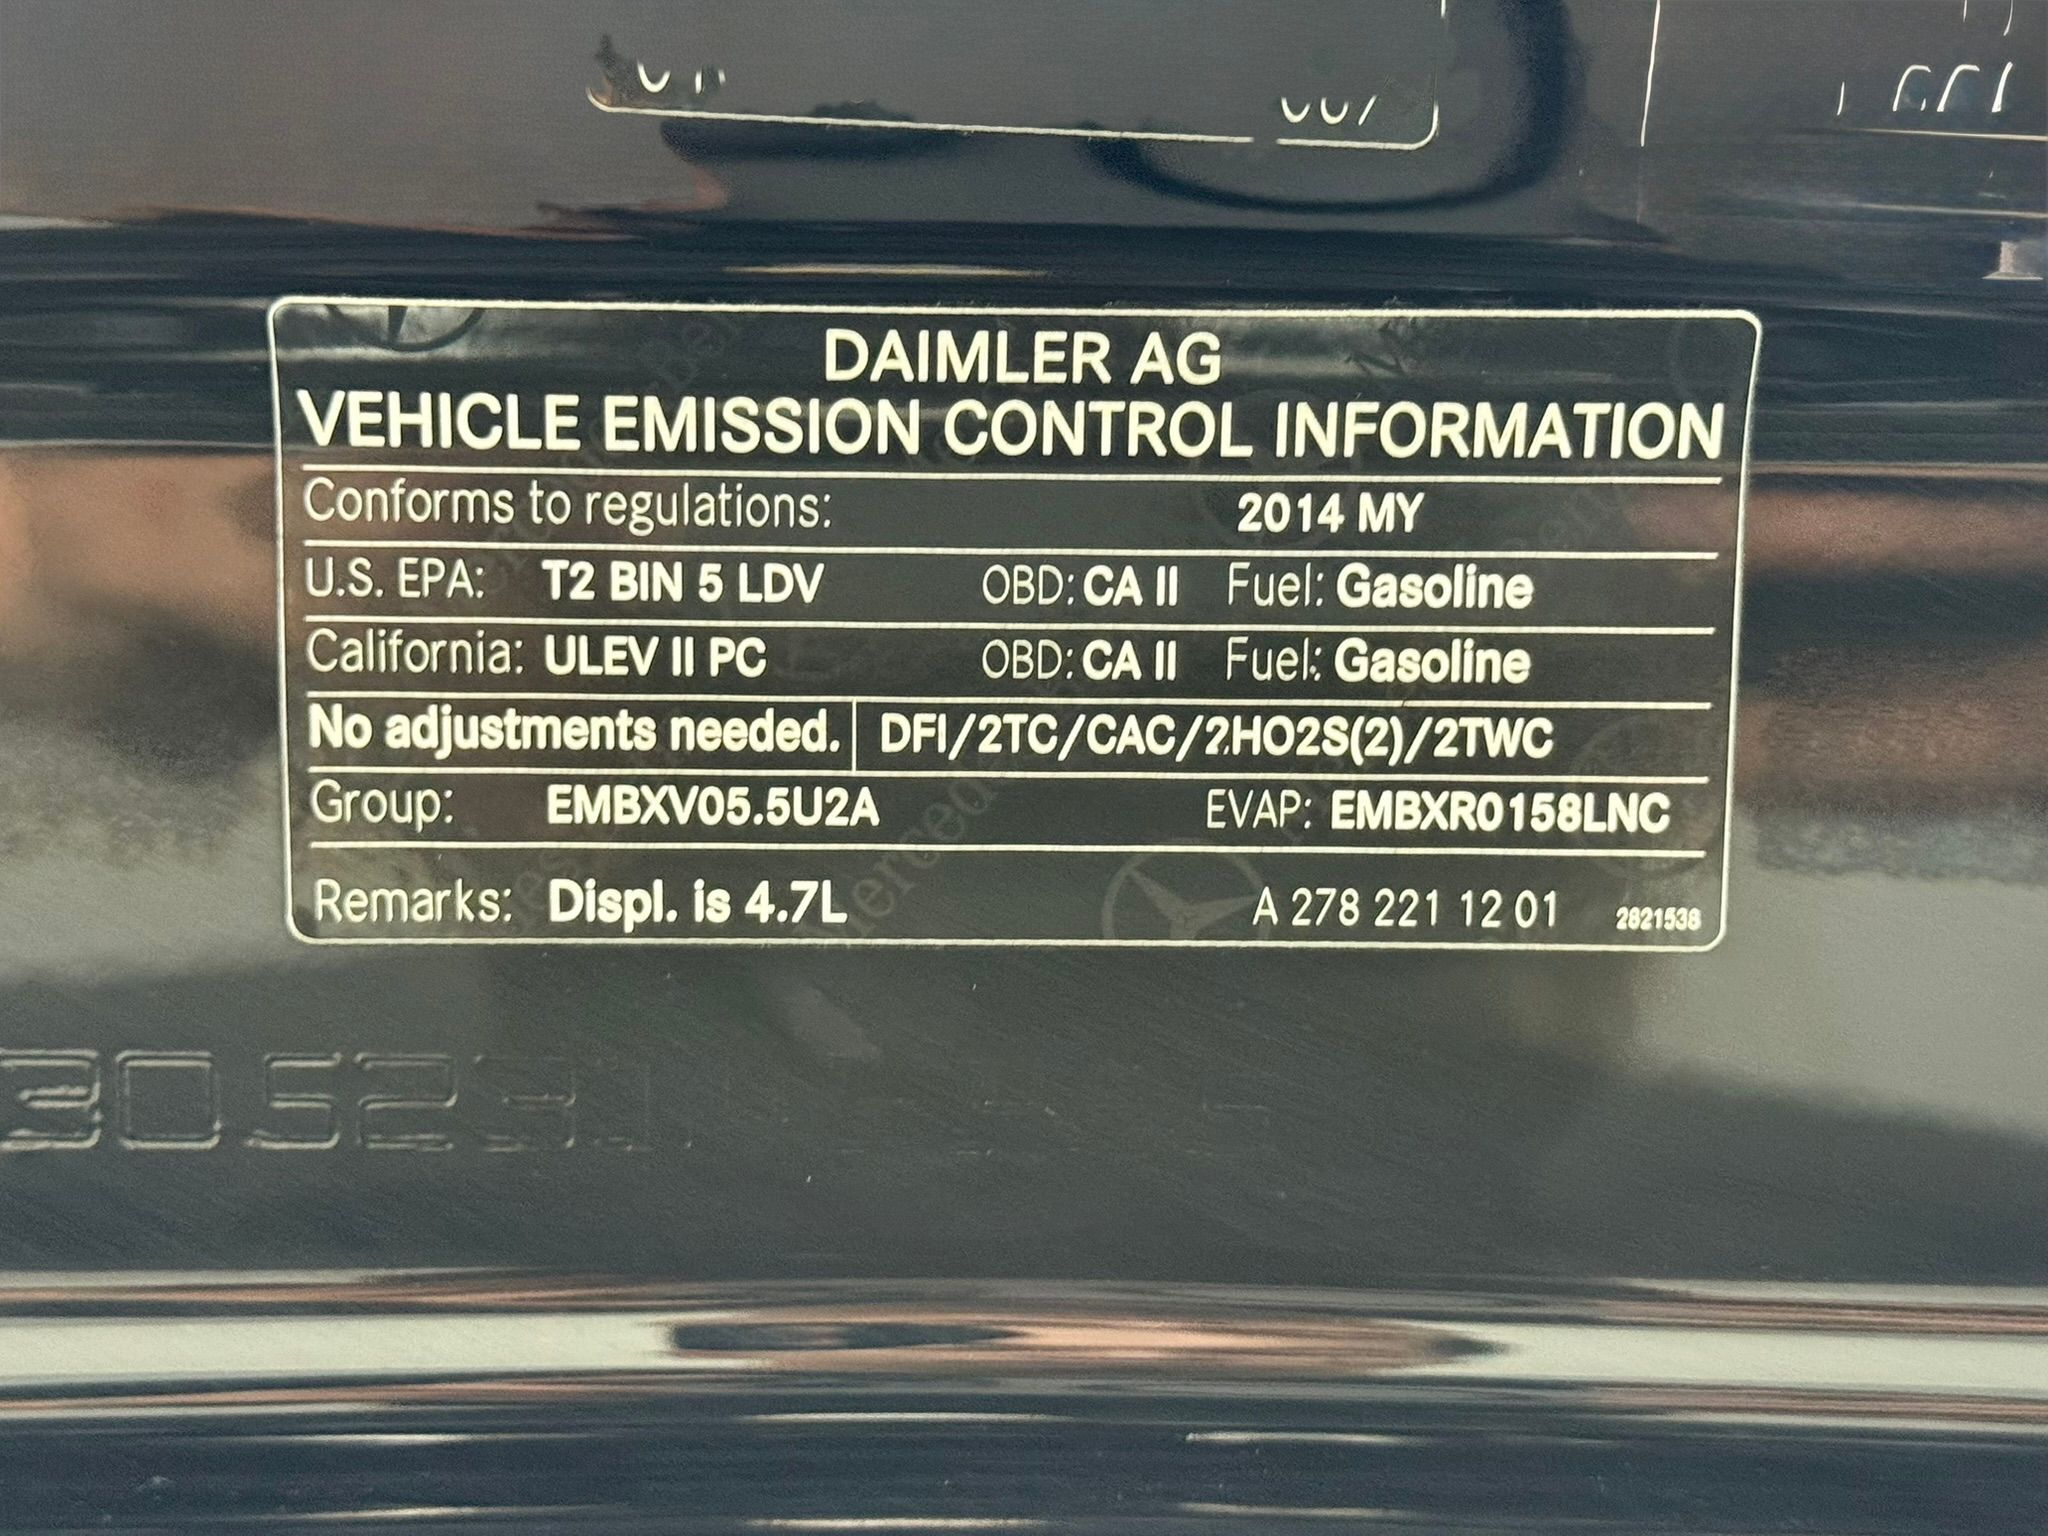 DAIMLER AG
VEHICLE EMISSION CONTROL INFORMATION
Conforms to regulations: 2014 MY
U.S. EPA: T2 BIN 5 LDV OBD: CA II Fuel: Gasoline
California: ULEV II PC OBD: CA II Fuel: Gasoline
No adjustments needed. DFI/2TC/CAC/2HO2S(2)/2TWC
Group: EMBXV05.5U2A EVAP: EMBXR0158LNC
Remarks: Displ. is 4.7L A 278 221 12 01 2821538